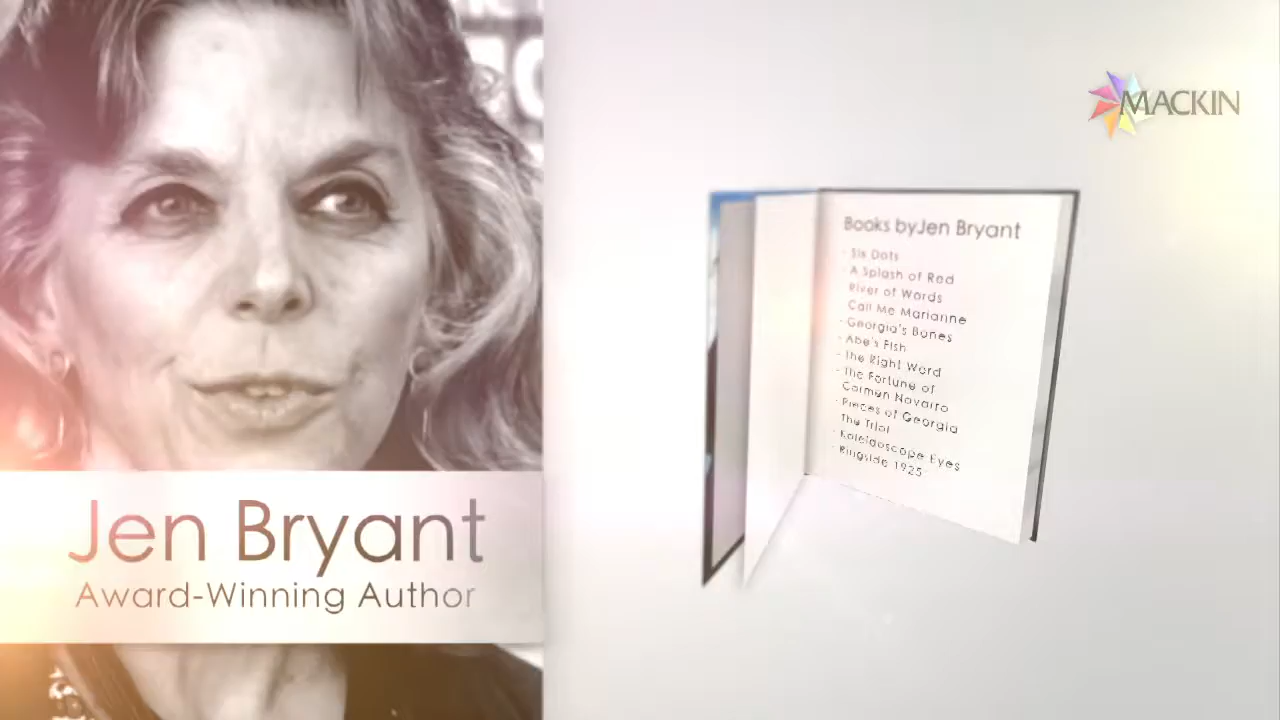 MACKIN
Books byJen Bryant
- Six Dots
- A Splash of Red
River of Words
Call Me Marianne
- Georgia's Bones
- Abe's Fish
- The Right Word
- The Fortune of
Carmen Navarro
- Pieces of Georgia
The Trial
- Kaleidoscope Eyes
- Ringside 1925
Jen Bryant
Award-Winning Author